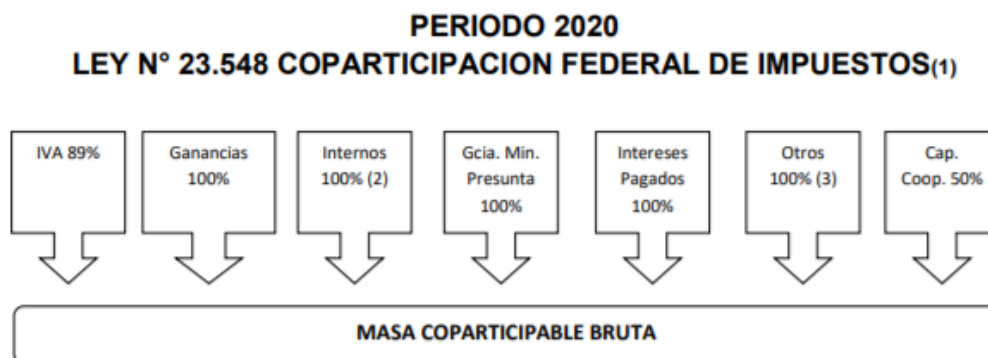 PERIODO 2020
LEY N° 23.548 COPARTICIPACION FEDERAL DE IMPUESTOS(1)
IVA 89%
Ganancias
100%
Internos
100% (2)
Gcia. Min.
Presunta
100%
Intereses
Pagados
100%
Otros
100% (3)
Cap.
Coop. 50%
MASA COPARTICIPABLE BRUTA